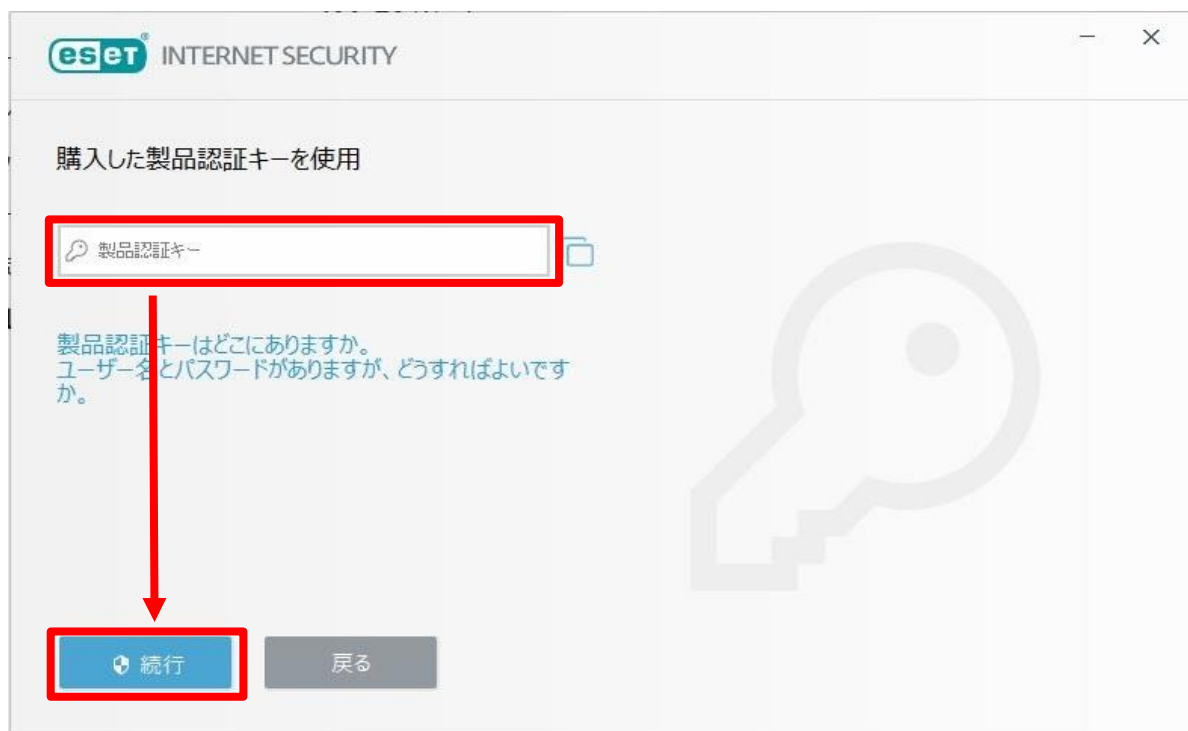 eset® INTERNET SECURITY
購入した製品認証キーを使用
製品認証キー
製品認証キーはどこにありますか。
ユーザー名とパスワードがありますが、どうすればよいです
か。
続行
戻る